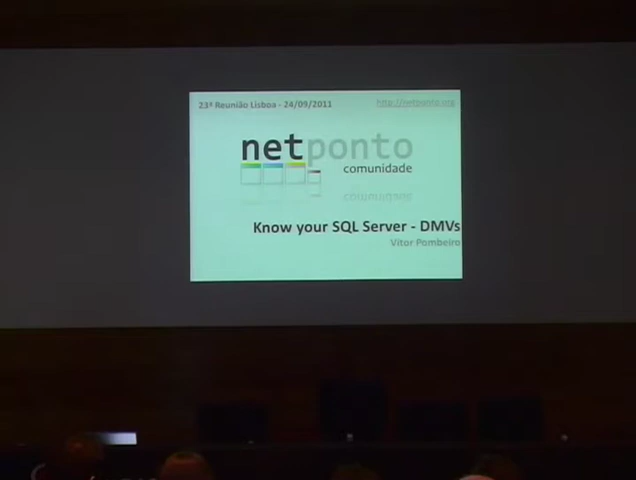 23ª Reunião Lisboa - 24/09/2011
http://netponto.org
netponto
comunidade
Know your SQL Server - DMVs
Vitor Pombeiro